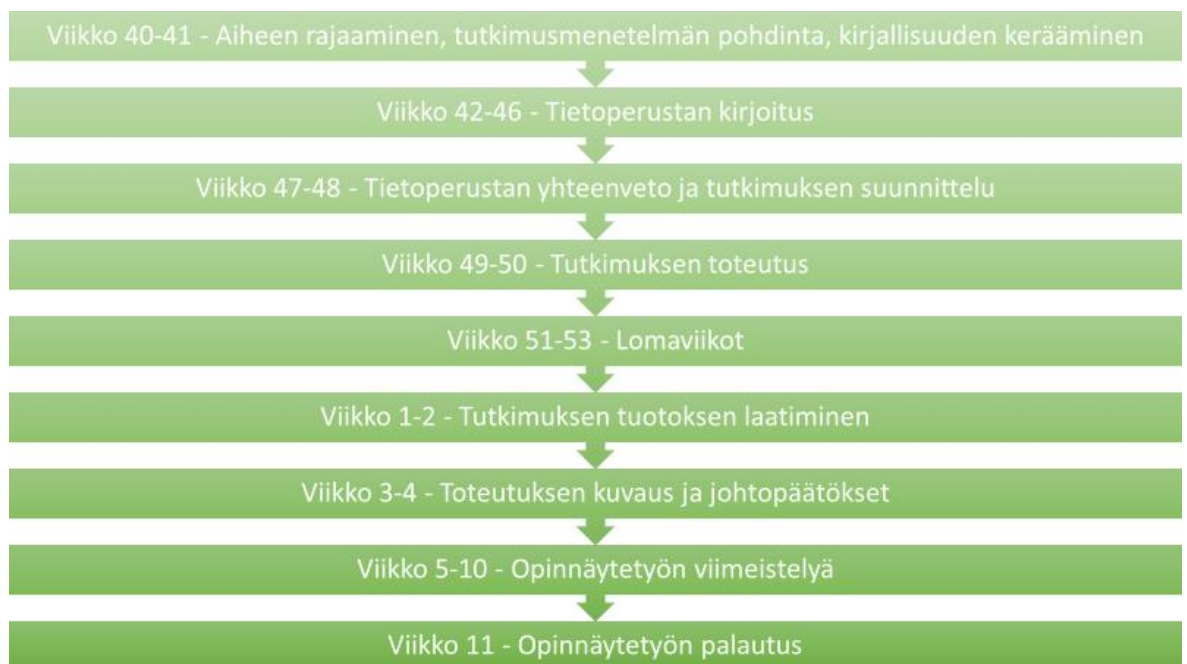 Viikko 40-41 - Aiheen rajaaminen, tutkimusmenetelmän pohdinta, kirjallisuuden kerääminen
Viikko 42-46 - Tietoperustan kirjoitus
Viikko 47-48 - Tietoperustan yhteenveto ja tutkimuksen suunnittelu
Viikko 49-50 - Tutkimuksen toteutus
Viikko 51-53 - Lomaviikot
Viikko 1-2 - Tutkimuksen tuotoksen laatiminen
Viikko 3-4 - Toteutuksen kuvaus ja johtopäätökset
Viikko 5-10 - Opinnäytetyön viimeistelyä
Viikko 11 - Opinnäytetyön palautus